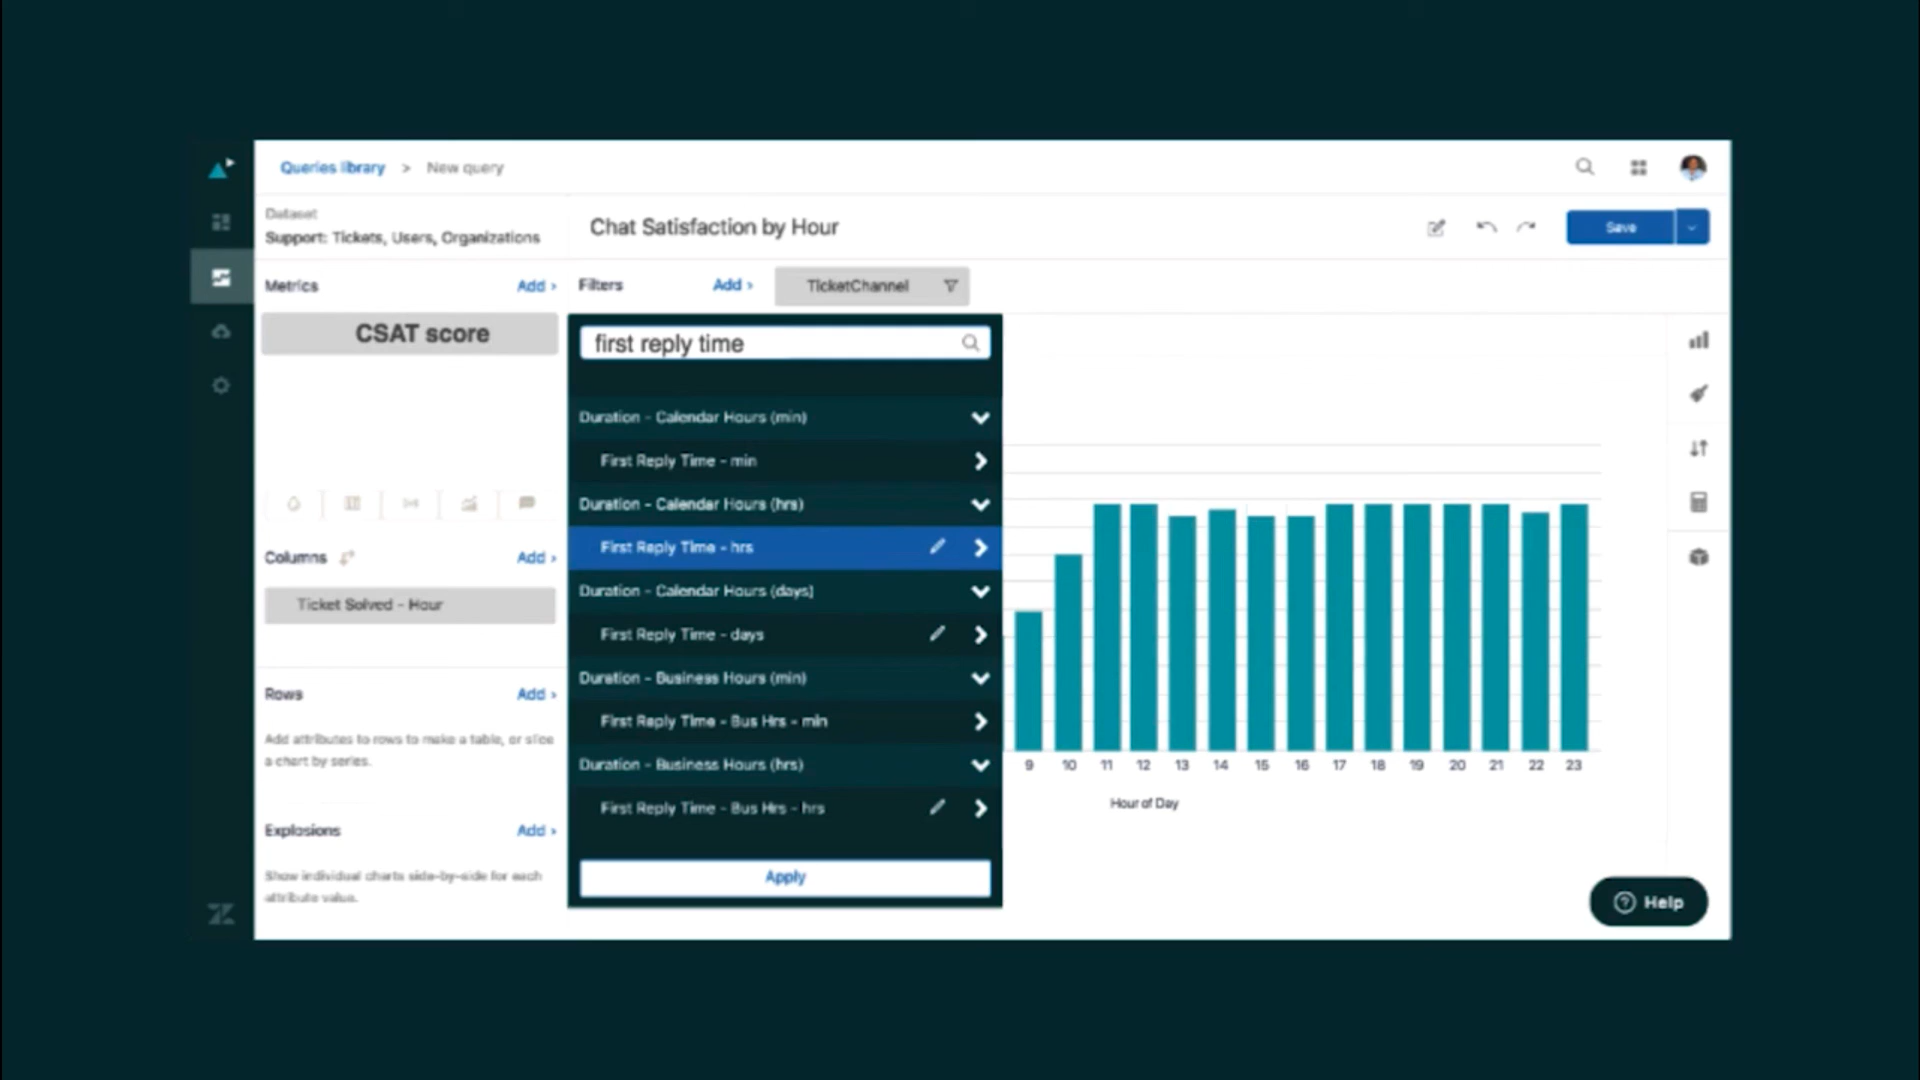 Queries library > New query
Dataset
Support: Tickets, Users, Organizations
Chat Satisfaction by Hour
Save
Metrics
Add ›
Filters
Add ›
TicketChannel
CSAT score
first reply time
Duration - Calendar Hours (min)
First Reply Time - min
Duration - Calendar Hours (hrs)
First Reply Time - hrs
Duration - Calendar Hours (days)
First Reply Time - days
Duration - Business Hours (min)
First Reply Time - Bus Hrs - min
Duration - Business Hours (hrs)
First Reply Time - Bus Hrs - hrs
Apply
Columns
Add ›
Ticket Solved - Hour
Rows
Add ›
Add attributes to rows to make a table, or slice
a chart by series.
Explosions
Add ›
Show individual charts side-by-side for each
attribute value.
9 10 11 12 13 14 15 16 17 18 19 20 21 22 23
Hour of Day
Help